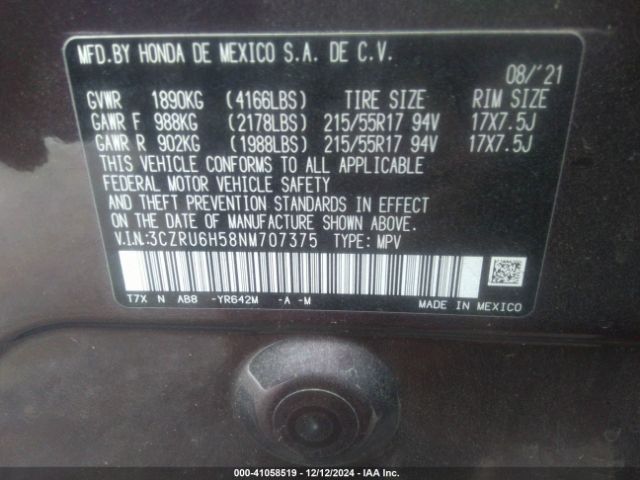 MFD.BY HONDA DE MEXICO S.A. DE C.V.
08/'21
GVWR 1890KG (4166LBS) TIRE SIZE RIM SIZE
GAWR F 988KG (2178LBS) 215/55R17 94V 17X7.5J
GAWR R 902KG (1988LBS) 215/55R17 94V 17X7.5J
THIS VEHICLE CONFORMS TO ALL APPLICABLE
FEDERAL MOTOR VEHICLE SAFETY
AND THEFT PREVENTION STANDARDS IN EFFECT
ON THE DATE OF MANUFACTURE SHOWN ABOVE.
V.I.N.:3CZRU6H58NM707375 TYPE: MPV
T7X N AB8 -YR642M -A -M
MADE IN MEXICO
000-41058519 - 12/12/2024 - IAA Inc.